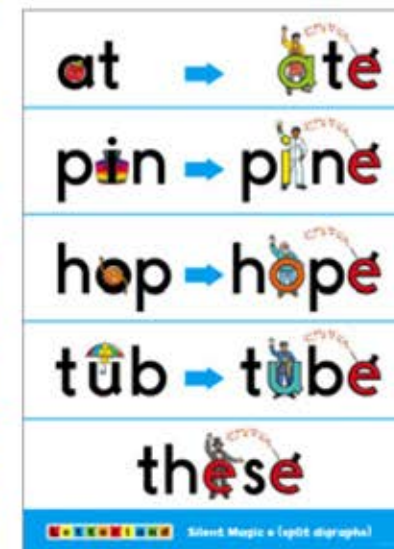 at ate
pin pine
hop hope
tub tube
these
Letterland Silent Magic e (split digraphs)